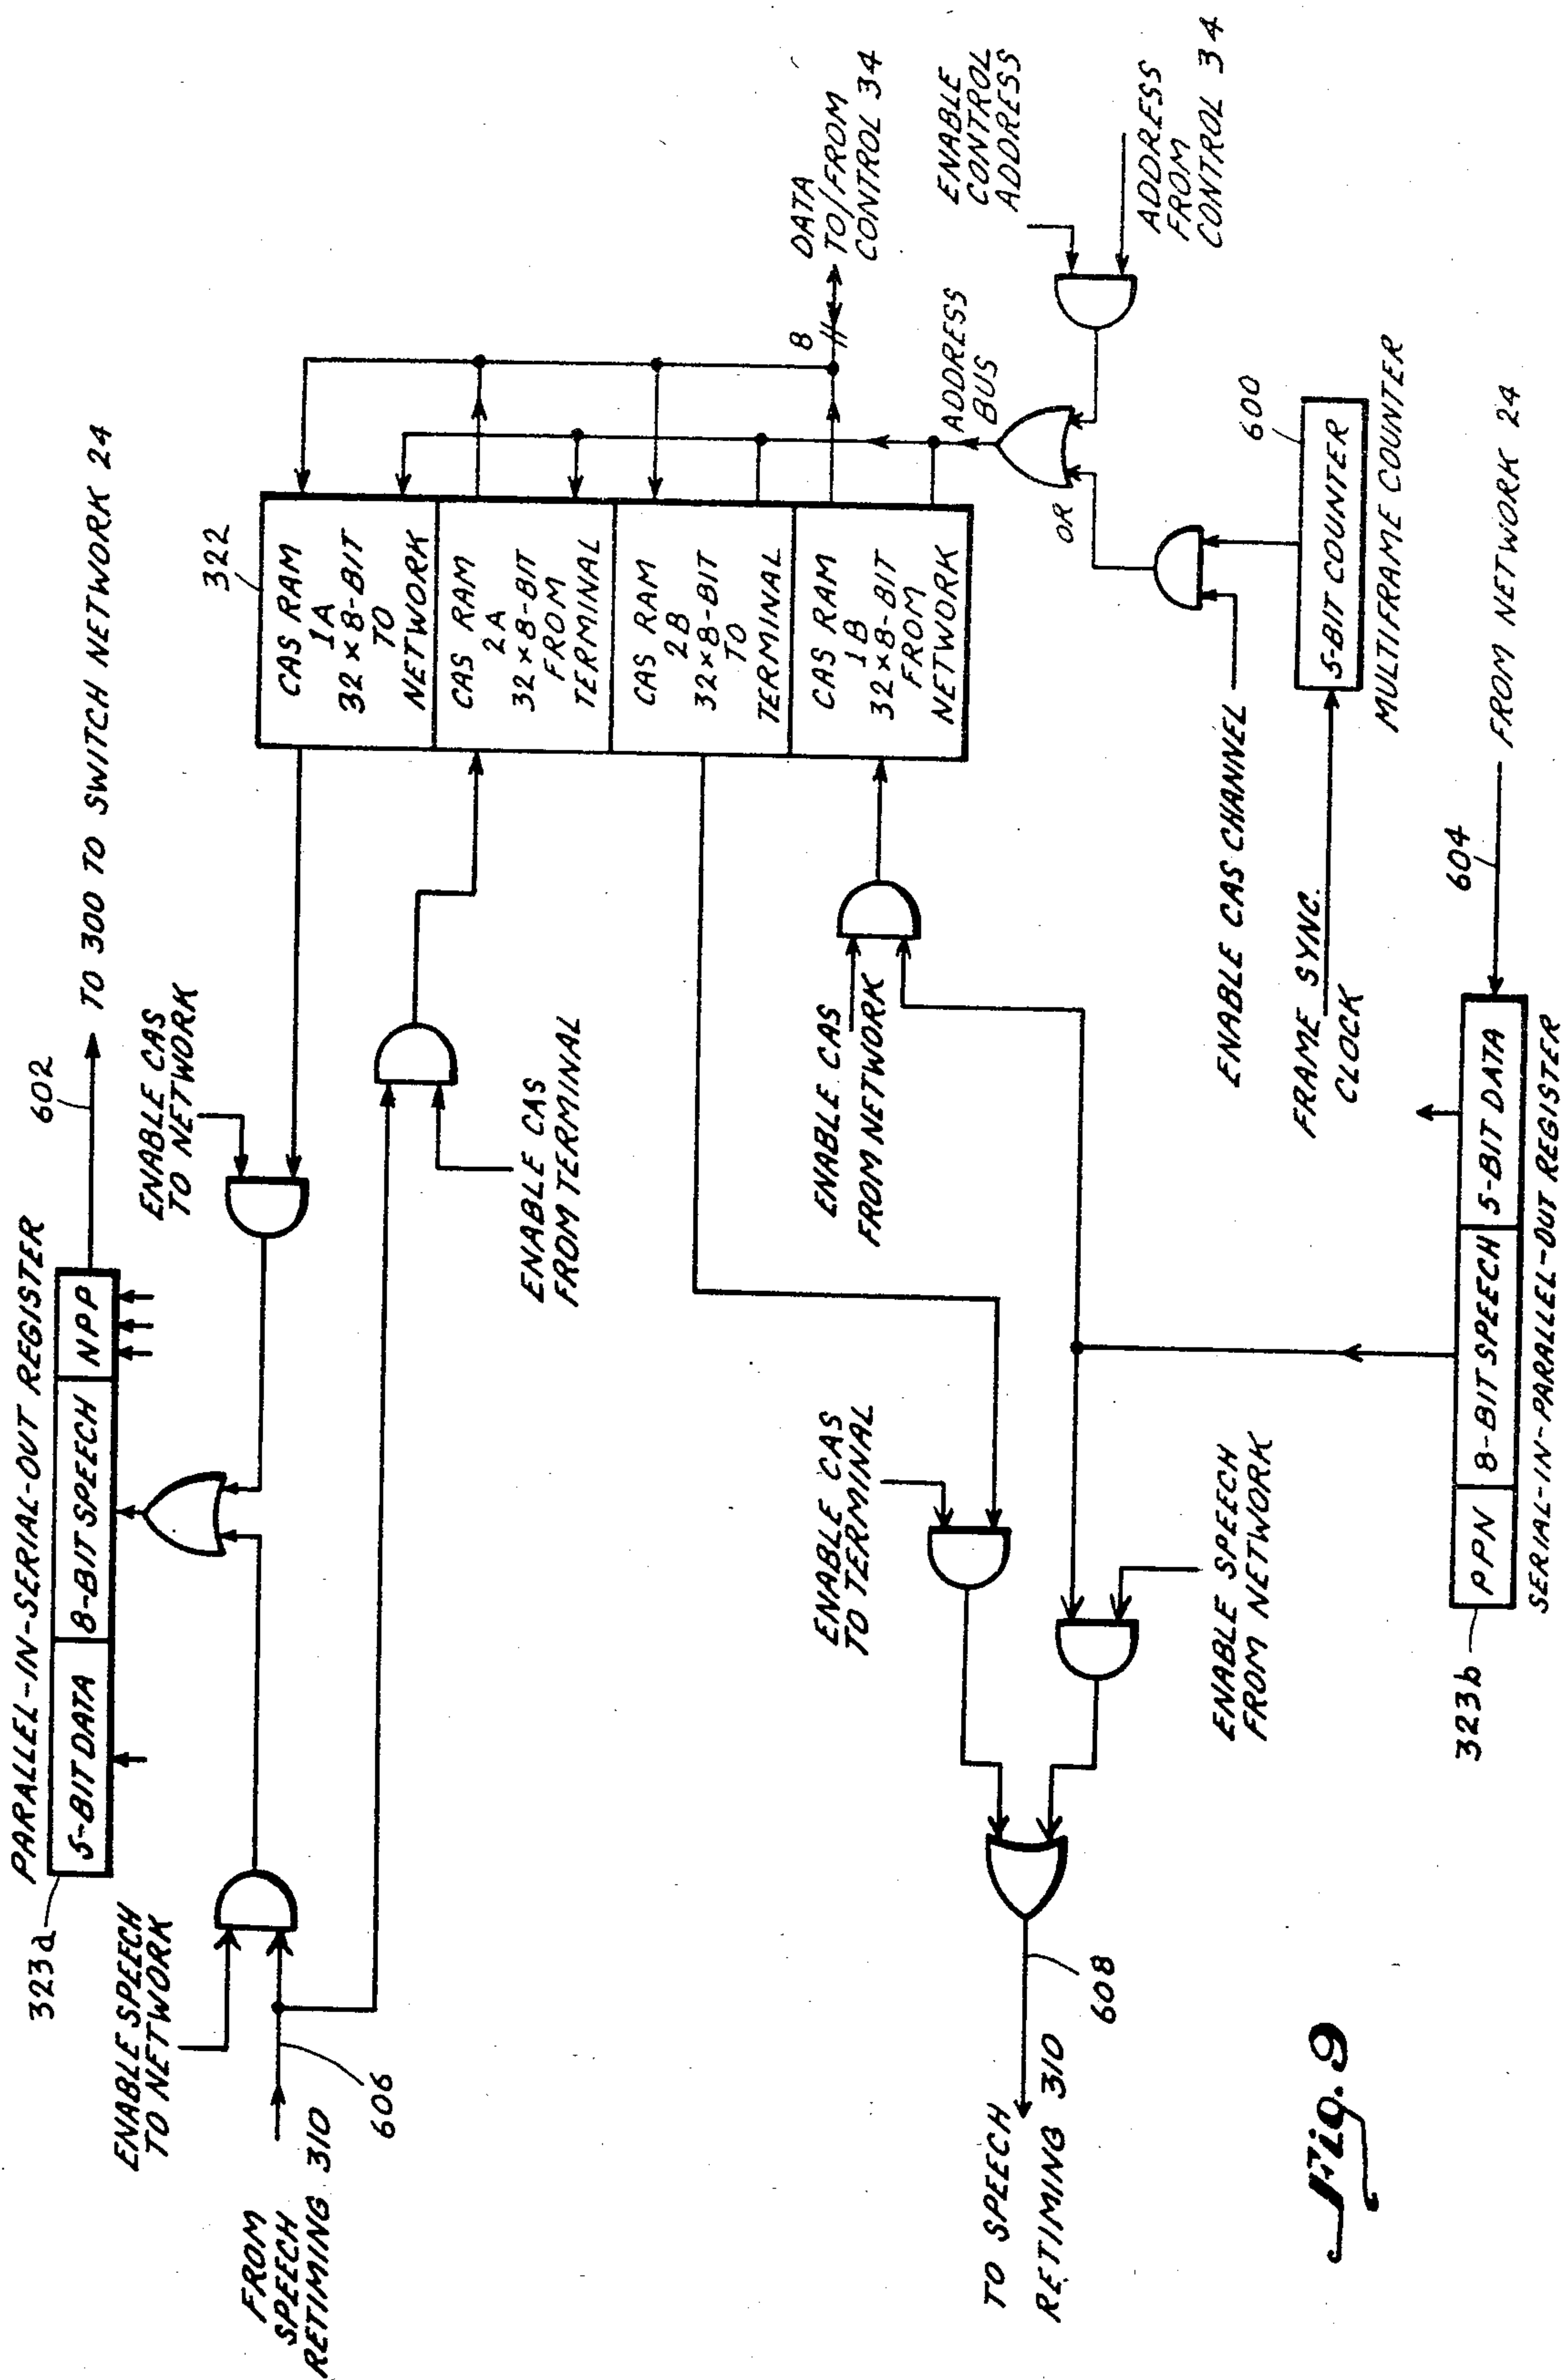 PARALLEL-IN-SERIAL-OUT REGISTER
323a
5-BIT DATA
8-BIT SPEECH
NPP
602
TO 300 TO SWITCH NETWORK 24
ENABLE SPEECH
TO NETWORK
ENABLE CAS
TO NETWORK
FROM
SPEECH
RETIMING 310
606
ENABLE CAS
FROM TERMINAL
322
CAS RAM
1A
32×8-BIT
TO
NETWORK
CAS RAM
2A
32×8-BIT
FROM
TERMINAL
CAS RAM
2B
32×8-BIT
TO
TERMINAL
CAS RAM
1B
32×8-BIT
FROM
NETWORK
8
DATA
TO/FROM
CONTROL 34
ADDRESS
BUS
ENABLE
CONTROL
ADDRESS
ADDRESS
FROM
CONTROL 34
OR
ENABLE CAS
TO TERMINAL
ENABLE CAS
FROM NETWORK
TO SPEECH
RETIMING 310
608
ENABLE SPEECH
FROM NETWORK
ENABLE CAS CHANNEL
FRAME SYNC.
CLOCK
600
5-BIT COUNTER
MULTIFRAME COUNTER
323b
PPN
8-BIT SPEECH
5-BIT DATA
604
FROM NETWORK 24
SERIAL-IN-PARALLEL-OUT REGISTER
Fig. 9